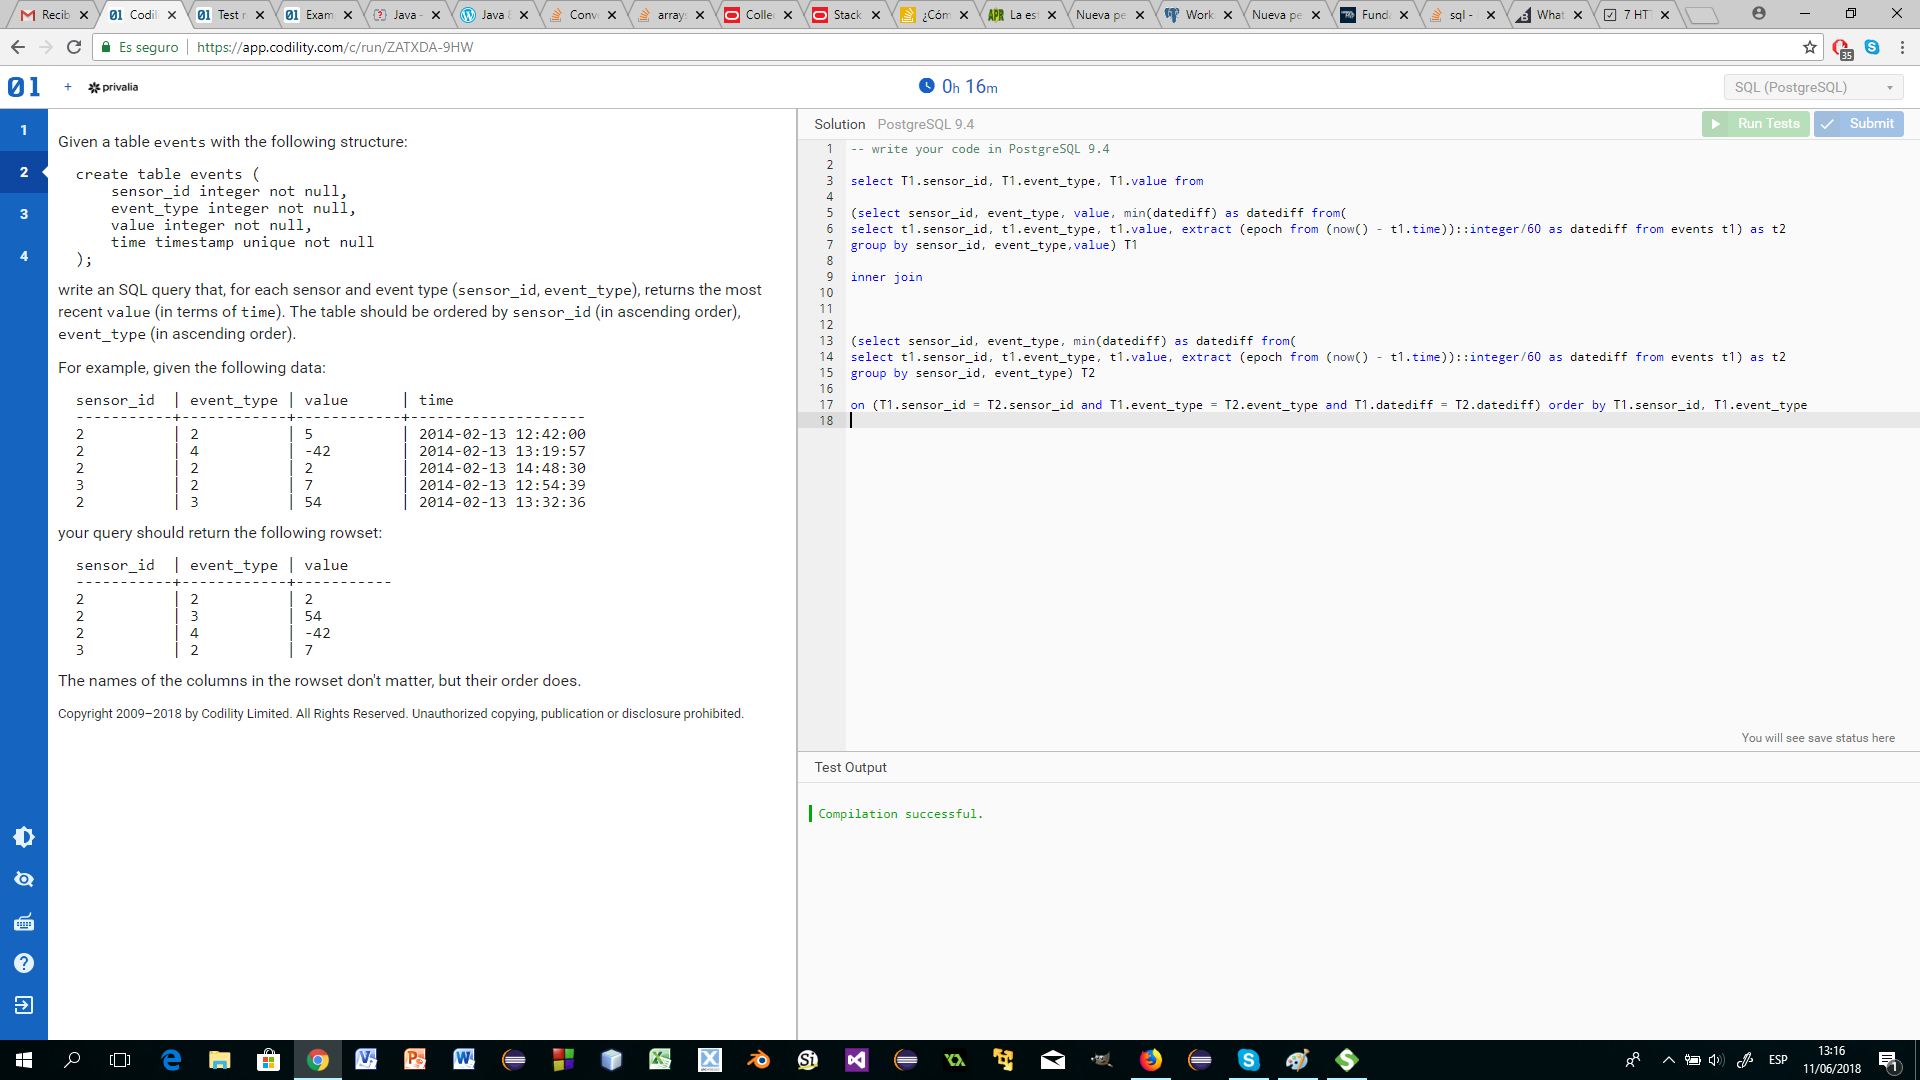 Recib
01 Codil
01 Test r
01 Exam
Java -
Java 8
Conv
array
Colle
Stack
¿Cóm
APR La est
Nueva pe
Work
Nueva pe
Fund
sql -
What
7 HT
Es seguro | https://app.codility.com/c/run/ZATXDA-9HW
35
01 + privalia
0h 16m
SQL (PostgreSQL)
1
2
3
4
Given a table events with the following structure:
create table events (
sensor_id integer not null,
event_type integer not null,
value integer not null,
time timestamp unique not null
);
write an SQL query that, for each sensor and event type (sensor_id, event_type), returns the most
recent value (in terms of time). The table should be ordered by sensor_id (in ascending order),
event_type (in ascending order).
For example, given the following data:
sensor_id | event_type | value | time
-----------+------------+------------+--------------------
2 | 2 | 5 | 2014-02-13 12:42:00
2 | 4 | -42 | 2014-02-13 13:19:57
2 | 2 | 2 | 2014-02-13 14:48:30
3 | 2 | 7 | 2014-02-13 12:54:39
2 | 3 | 54 | 2014-02-13 13:32:36
your query should return the following rowset:
sensor_id | event_type | value
-----------+------------+-----------
2 | 2 | 2
2 | 3 | 54
2 | 4 | -42
3 | 2 | 7
The names of the columns in the rowset don't matter, but their order does.
Copyright 2009–2018 by Codility Limited. All Rights Reserved. Unauthorized copying, publication or disclosure prohibited.
Solution PostgreSQL 9.4
Run Tests
Submit
1 -- write your code in PostgreSQL 9.4
2
3 select T1.sensor_id, T1.event_type, T1.value from
4
5 (select sensor_id, event_type, value, min(datediff) as datediff from(
6 select t1.sensor_id, t1.event_type, t1.value, extract (epoch from (now() - t1.time))::integer/60 as datediff from events t1) as t2
7 group by sensor_id, event_type,value) T1
8
9 inner join
10
11
12
13 (select sensor_id, event_type, min(datediff) as datediff from(
14 select t1.sensor_id, t1.event_type, t1.value, extract (epoch from (now() - t1.time))::integer/60 as datediff from events t1) as t2
15 group by sensor_id, event_type) T2
16
17 on (T1.sensor_id = T2.sensor_id and T1.event_type = T2.event_type and T1.datediff = T2.datediff) order by T1.sensor_id, T1.event_type
18
You will see save status here
Test Output
Compilation successful.
ESP
13:16
11/06/2018
1